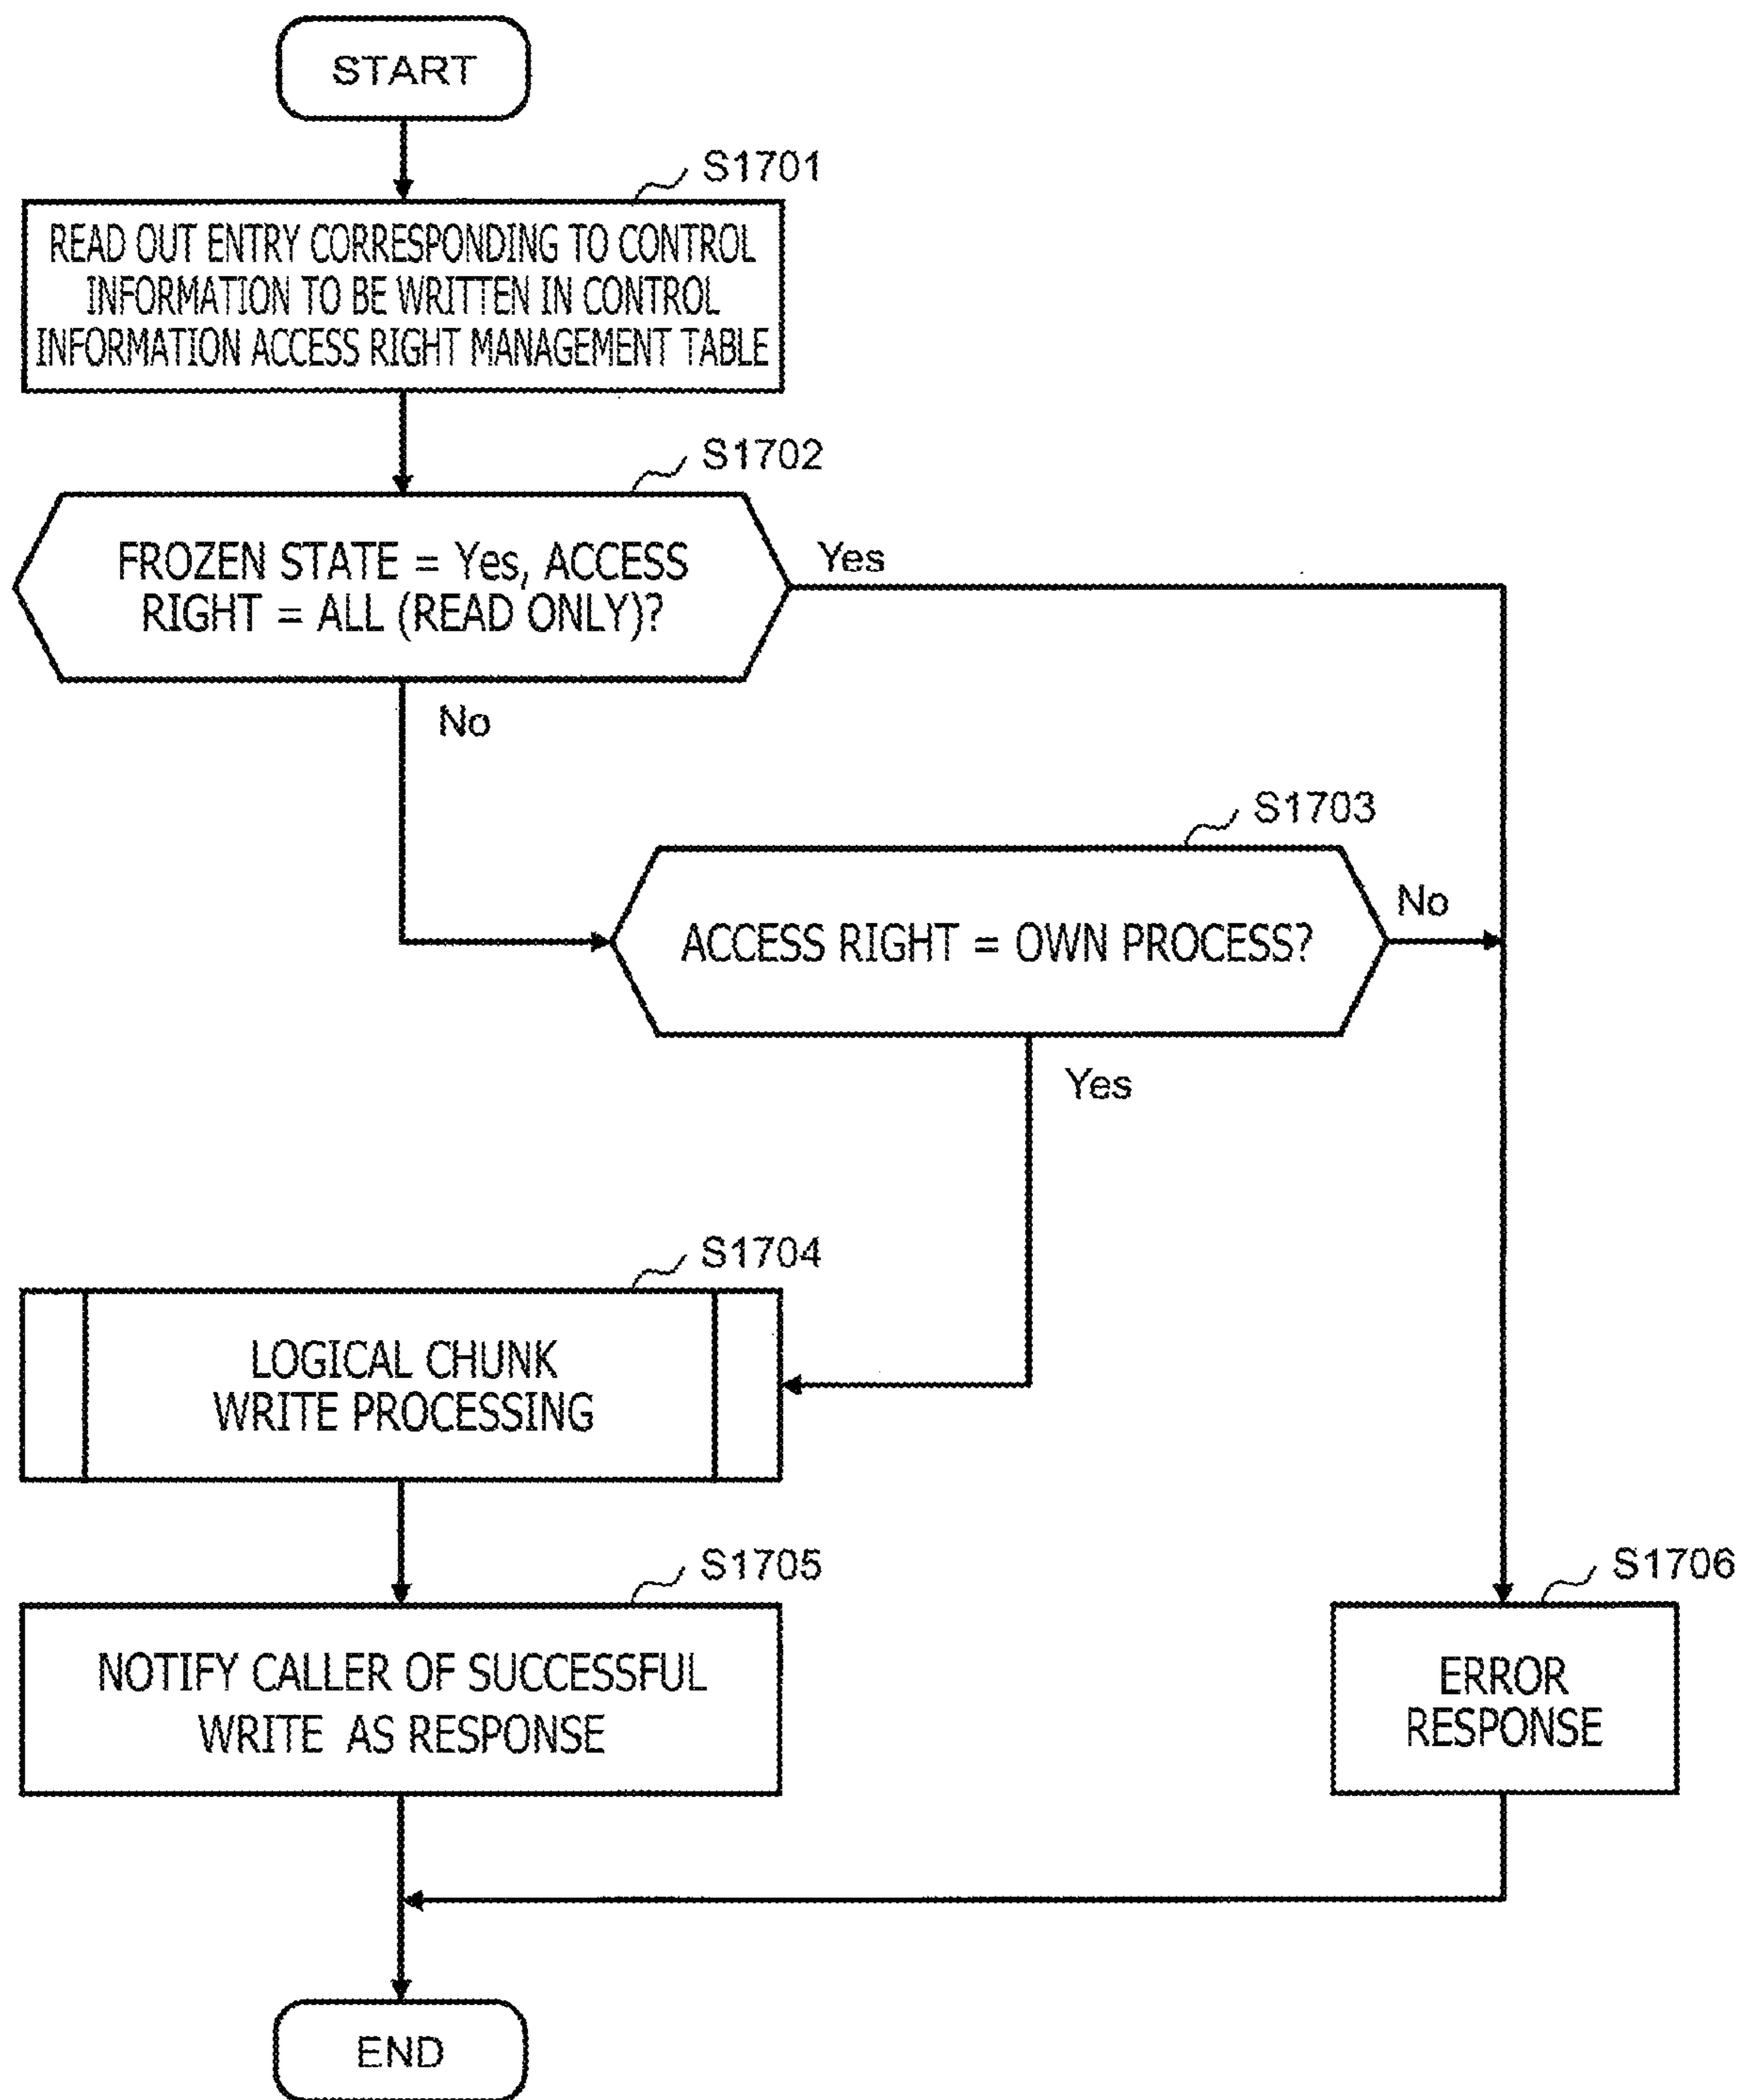 START
S1701
READ OUT ENTRY CORRESPONDING TO CONTROL
INFORMATION TO BE WRITTEN IN CONTROL
INFORMATION ACCESS RIGHT MANAGEMENT TABLE
S1702
FROZEN STATE = Yes, ACCESS
RIGHT = ALL (READ ONLY)?
Yes
No
S1703
ACCESS RIGHT = OWN PROCESS?
No
Yes
S1704
LOGICAL CHUNK
WRITE PROCESSING
S1705
NOTIFY CALLER OF SUCCESSFUL
WRITE AS RESPONSE
S1706
ERROR
RESPONSE
END